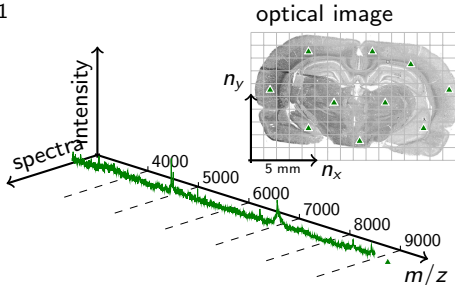 1
optical image
intensity
spectra
n_y
n_x
5 mm
4000
5000
6000
7000
8000
9000
m/z